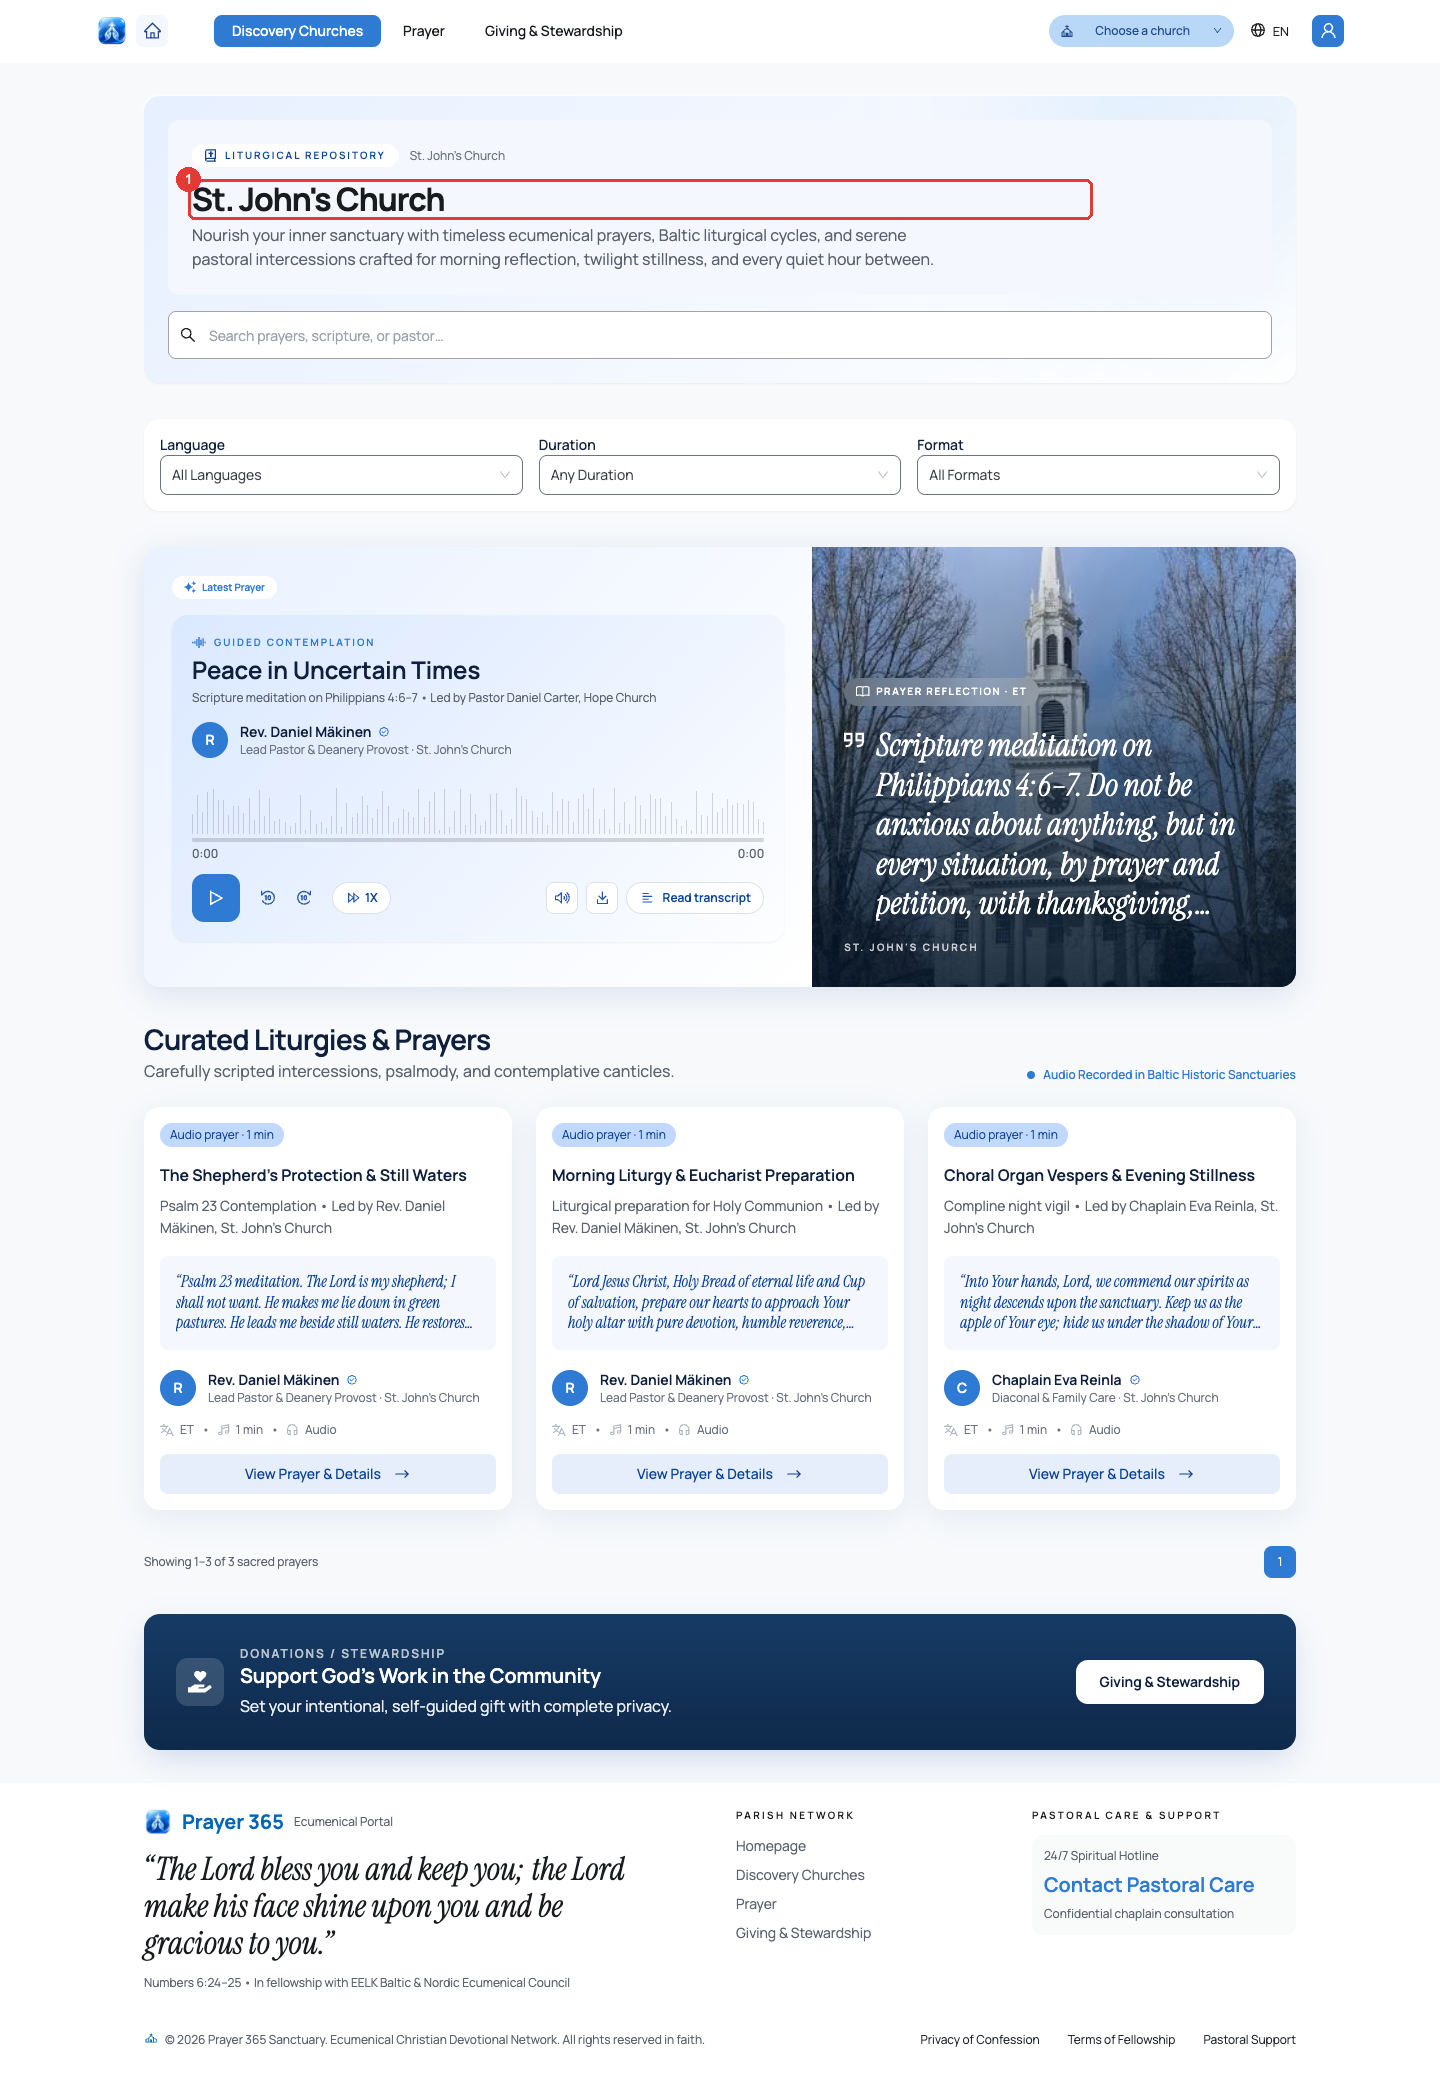 Discovery Churches
Prayer
Giving & Stewardship
Choose a church
EN
LITURGICAL REPOSITORY
St. John's Church
1
St. John's Church
Nourish your inner sanctuary with timeless ecumenical prayers, Baltic liturgical cycles, and serene
pastoral intercessions crafted for morning reflection, twilight stillness, and every quiet hour between.
Search prayers, scripture, or pastor...
Language
Duration
Format
All Languages
Any Duration
All Formats
Latest Prayer
GUIDED CONTEMPLATION
Peace in Uncertain Times
Scripture meditation on Philippians 4:6–7 • Led by Pastor Daniel Carter, Hope Church
R
Rev. Daniel Mäkinen
Lead Pastor & Deanery Provost · St. John's Church
0:00
0:00
10
10
1X
Read transcript
PRAYER REFLECTION · ET
Scripture meditation on
Philippians 4:6–7. Do not be
anxious about anything, but in
every situation, by prayer and
petition, with thanksgiving,...
ST. JOHN'S CHURCH
Curated Liturgies & Prayers
Carefully scripted intercessions, psalmody, and contemplative canticles.
Audio Recorded in Baltic Historic Sanctuaries
Audio prayer · 1 min
The Shepherd's Protection & Still Waters
Psalm 23 Contemplation • Led by Rev. Daniel
Mäkinen, St. John's Church
“Psalm 23 meditation. The Lord is my shepherd; I
shall not want. He makes me lie down in green
pastures. He leads me beside still waters. He restores...
R
Rev. Daniel Mäkinen
Lead Pastor & Deanery Provost · St. John's Church
ET • 1 min • Audio
View Prayer & Details
Audio prayer · 1 min
Morning Liturgy & Eucharist Preparation
Liturgical preparation for Holy Communion • Led by
Rev. Daniel Mäkinen, St. John's Church
“Lord Jesus Christ, Holy Bread of eternal life and Cup
of salvation, prepare our hearts to approach Your
holy altar with pure devotion, humble reverence,...
R
Rev. Daniel Mäkinen
Lead Pastor & Deanery Provost · St. John's Church
ET • 1 min • Audio
View Prayer & Details
Audio prayer · 1 min
Choral Organ Vespers & Evening Stillness
Compline night vigil • Led by Chaplain Eva Reinla, St.
John's Church
“Into Your hands, Lord, we commend our spirits as
night descends upon the sanctuary. Keep us as the
apple of Your eye; hide us under the shadow of Your...
C
Chaplain Eva Reinla
Diaconal & Family Care · St. John's Church
ET • 1 min • Audio
View Prayer & Details
Showing 1–3 of 3 sacred prayers
1
DONATIONS / STEWARDSHIP
Support God's Work in the Community
Set your intentional, self-guided gift with complete privacy.
Giving & Stewardship
Prayer 365
Ecumenical Portal
“The Lord bless you and keep you; the Lord
make his face shine upon you and be
gracious to you.”
Numbers 6:24–25 • In fellowship with EELK Baltic & Nordic Ecumenical Council
PARISH NETWORK
Homepage
Discovery Churches
Prayer
Giving & Stewardship
PASTORAL CARE & SUPPORT
24/7 Spiritual Hotline
Contact Pastoral Care
Confidential chaplain consultation
© 2026 Prayer 365 Sanctuary. Ecumenical Christian Devotional Network. All rights reserved in faith.
Privacy of Confession
Terms of Fellowship
Pastoral Support